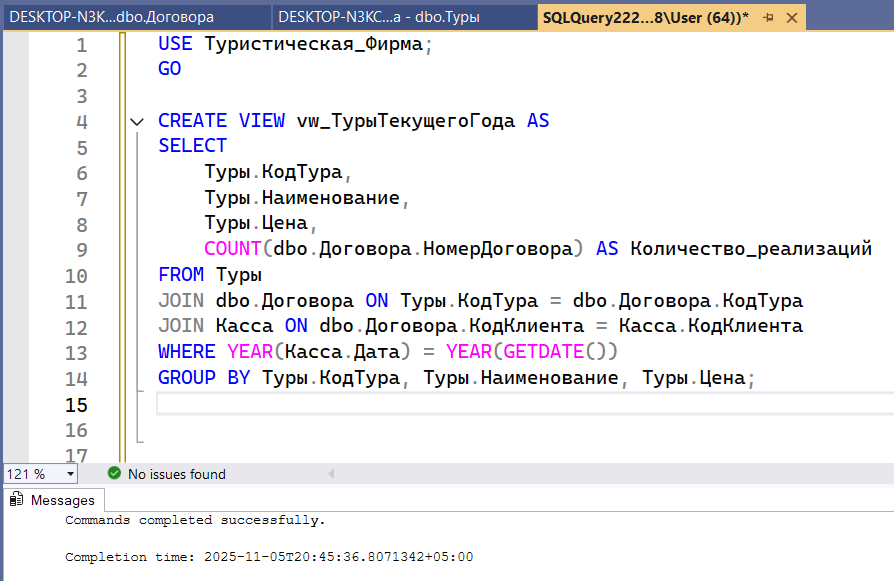 DESKTOP-N3K...dbo.Договора
DESKTOP-N3KC...a - dbo.Туры
SQLQuery222...8\User (64))*
1 USE Туристическая_Фирма;
2 GO
3
4 CREATE VIEW vw_ТурыТекущегоГода AS
5 SELECT
6 Туры.КодТура,
7 Туры.Наименование,
8 Туры.Цена,
9 COUNT(dbo.Договора.НомерДоговора) AS Количество_реализаций
10 FROM Туры
11 JOIN dbo.Договора ON Туры.КодТура = dbo.Договора.КодТура
12 JOIN Касса ON dbo.Договора.КодКлиента = Касса.КодКлиента
13 WHERE YEAR(Касса.Дата) = YEAR(GETDATE())
14 GROUP BY Туры.КодТура, Туры.Наименование, Туры.Цена;
15
16
17
121 % No issues found
Messages
Commands completed successfully.
Completion time: 2025-11-05T20:45:36.8071342+05:00